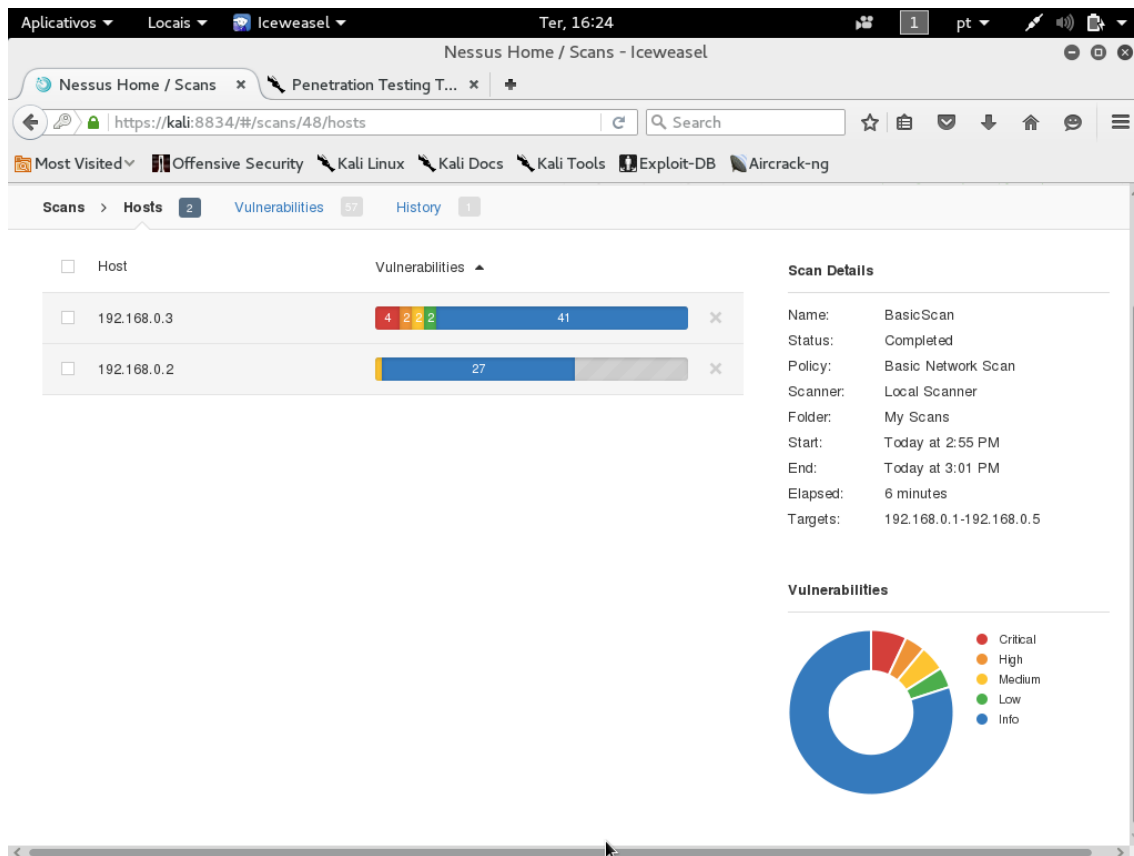 Aplicativos Locais Iceweasel Ter, 16:24 1 pt
Nessus Home / Scans - Iceweasel
Nessus Home / Scans Penetration Testing T...
https://kali:8834/#/scans/48/hosts Search
Most Visited Offensive Security Kali Linux Kali Docs Kali Tools Exploit-DB Aircrack-ng
Scans > Hosts 2 Vulnerabilities 57 History 1
Host Vulnerabilities
192.168.0.3 4 2 2 2 41
192.168.0.2 27
Scan Details
Name: BasicScan
Status: Completed
Policy: Basic Network Scan
Scanner: Local Scanner
Folder: My Scans
Start: Today at 2:55 PM
End: Today at 3:01 PM
Elapsed: 6 minutes
Targets: 192.168.0.1-192.168.0.5
Vulnerabilities
Critical
High
Medium
Low
Info